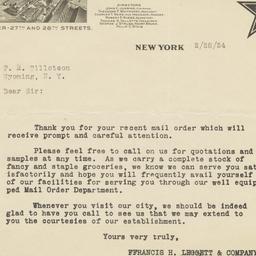 ER-27TH AND 28TH STREETS.
DIRECTORS
NEW YORK 2/25/24
F. M. Tillotson
Wyoming, N. Y.
Dear Sir:
Thank you for your recent mail order which will
receive prompt and careful attention.
Please feel free to call on us for quotations and
samples at any time. As we carry a complete stock of
fancy and staple groceries, we know we can serve you sat
isfactorily and hope you will frequently avail yourself
of our facilities for serving you through our well equip
ped Mail Order Department.
Whenever you visit our city, we should be indeed
glad to have you call to see us that we may extend to
you the courtesies of our establishment.
Yours very truly,
FFRANCIS H. LEGGETT & COMPANY